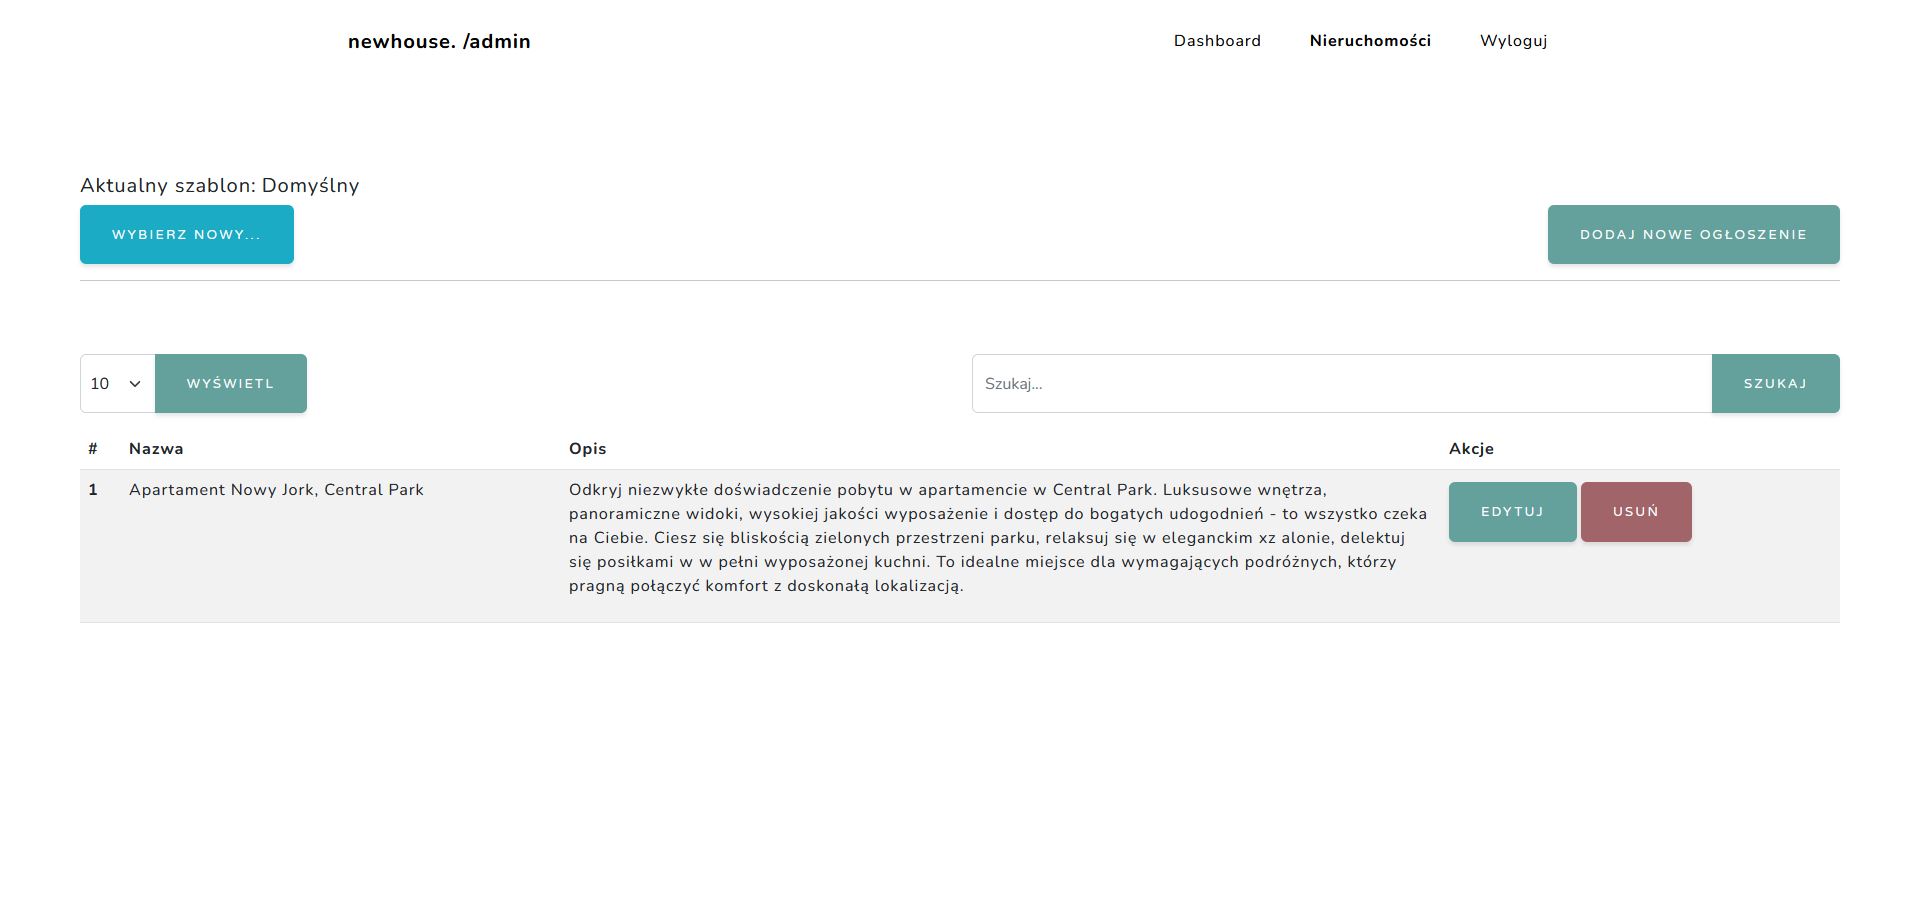 newhouse. /admin
Dashboard
Nieruchomości
Wyloguj
Aktualny szablon: Domyślny
WYBIERZ NOWY...
DODAJ NOWE OGŁOSZENIE
10
WYŚWIETL
Szukaj...
SZUKAJ
# Nazwa Opis Akcje
1 Apartament Nowy Jork, Central Park
Odkryj niezwykłe doświadczenie pobytu w apartamencie w Central Park. Luksusowe wnętrza,
panoramiczne widoki, wysokiej jakości wyposażenie i dostęp do bogatych udogodnień - to wszystko czeka
na Ciebie. Ciesz się bliskością zielonych przestrzeni parku, relaksuj się w eleganckim xz alonie, delektuj
się posiłkami w w pełni wyposażonej kuchni. To idealne miejsce dla wymagających podróżnych, którzy
pragną połączyć komfort z doskonałą lokalizacją.
EDYTUJ
USUŃ